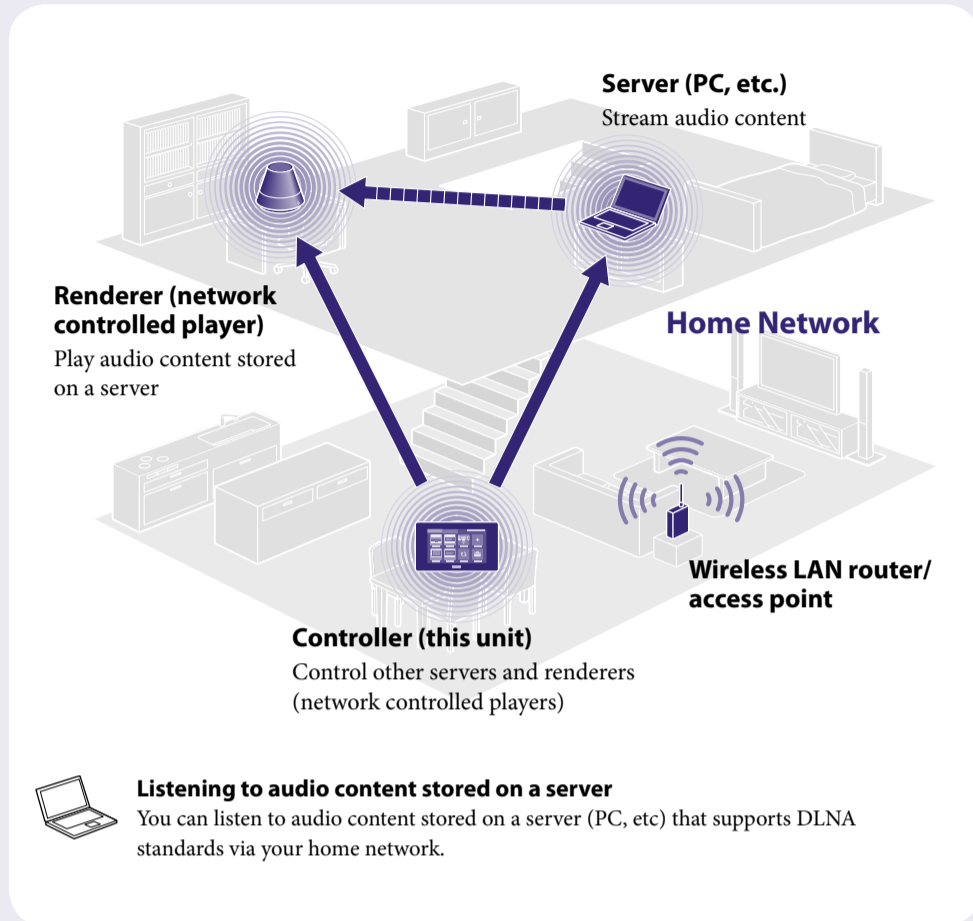 Server (PC, etc.)
Stream audio content
Renderer (network
controlled player)
Play audio content stored
on a server
Home Network
Wireless LAN router/
access point
Controller (this unit)
Control other servers and renderers
(network controlled players)
Listening to audio content stored on a server
You can listen to audio content stored on a server (PC, etc) that supports DLNA
standards via your home network.